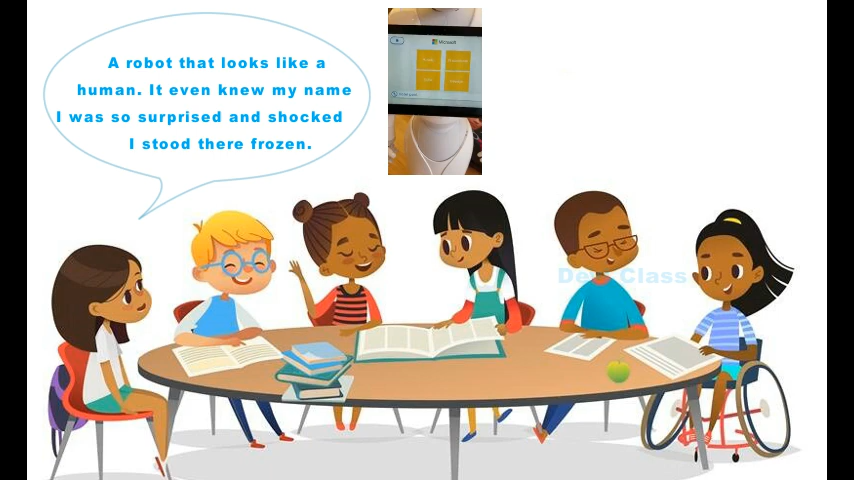 A robot that looks like a
human. It even knew my name
I was so surprised and shocked
I stood there frozen.
Microsoft
Class